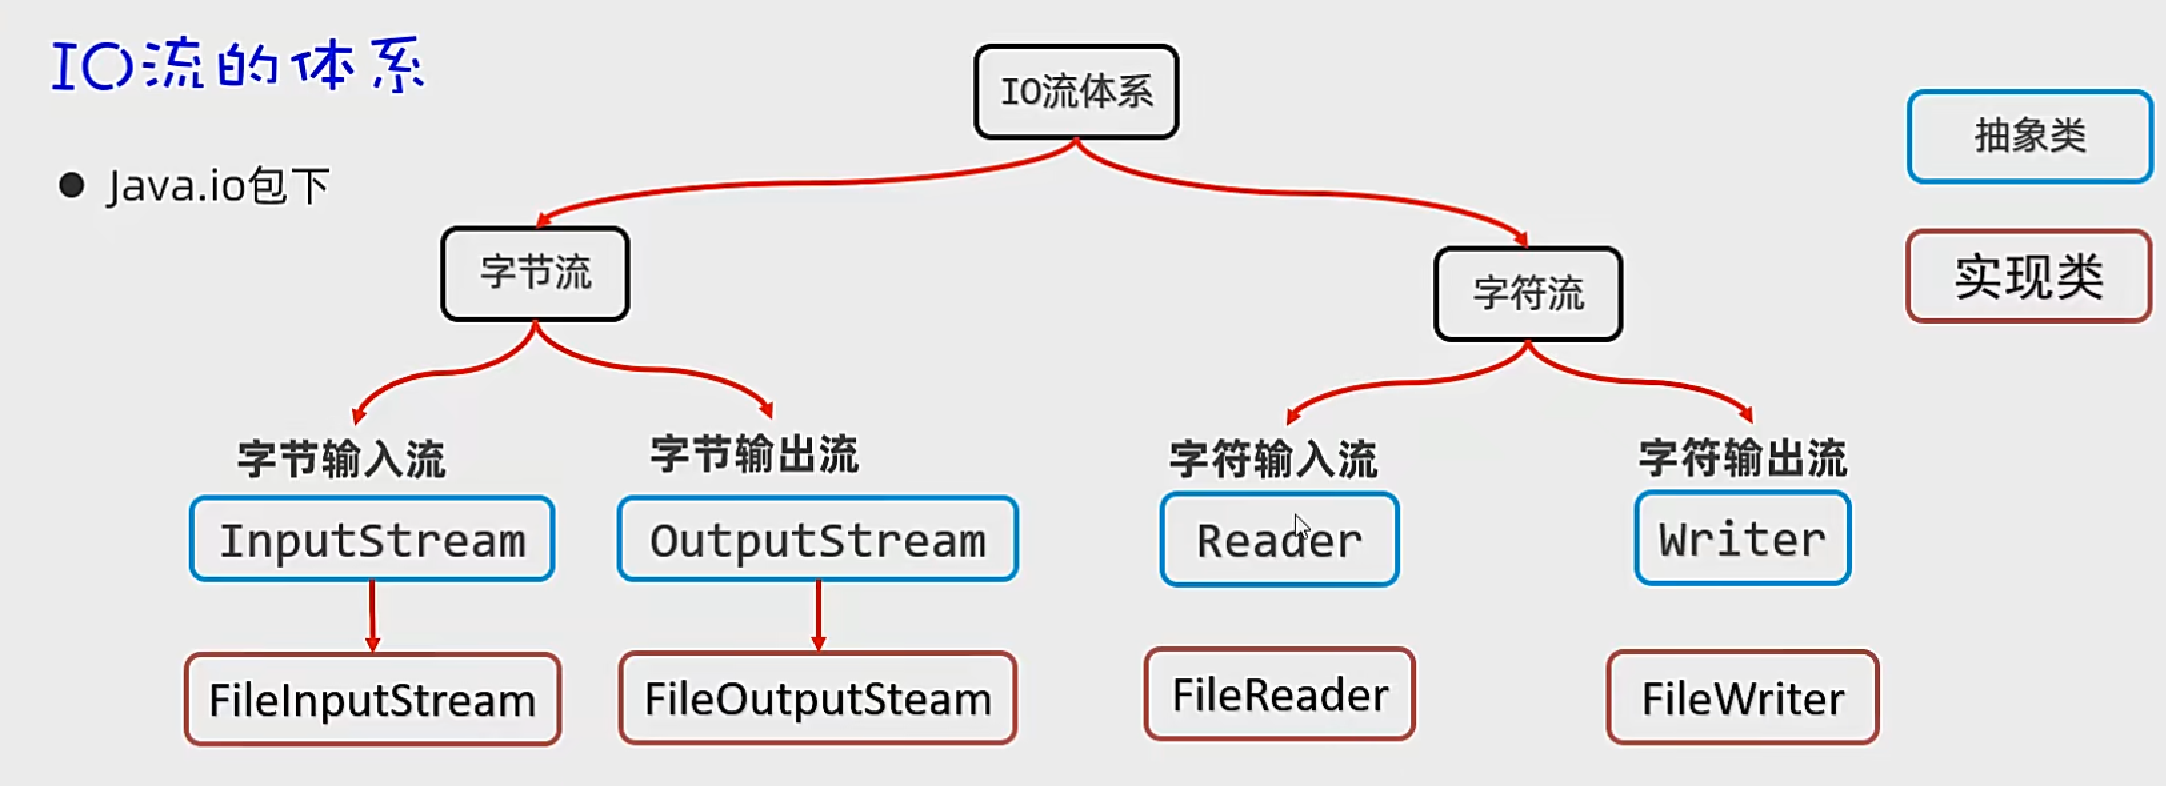 IO流的体系
IO流体系
抽象类
Java.io包下
实现类
字节流
字符流
字节输入流
字节输出流
字符输入流
字符输出流
InputStream
OutputStream
Reader
Writer
FileInputStream
FileOutputSteam
FileReader
FileWriter